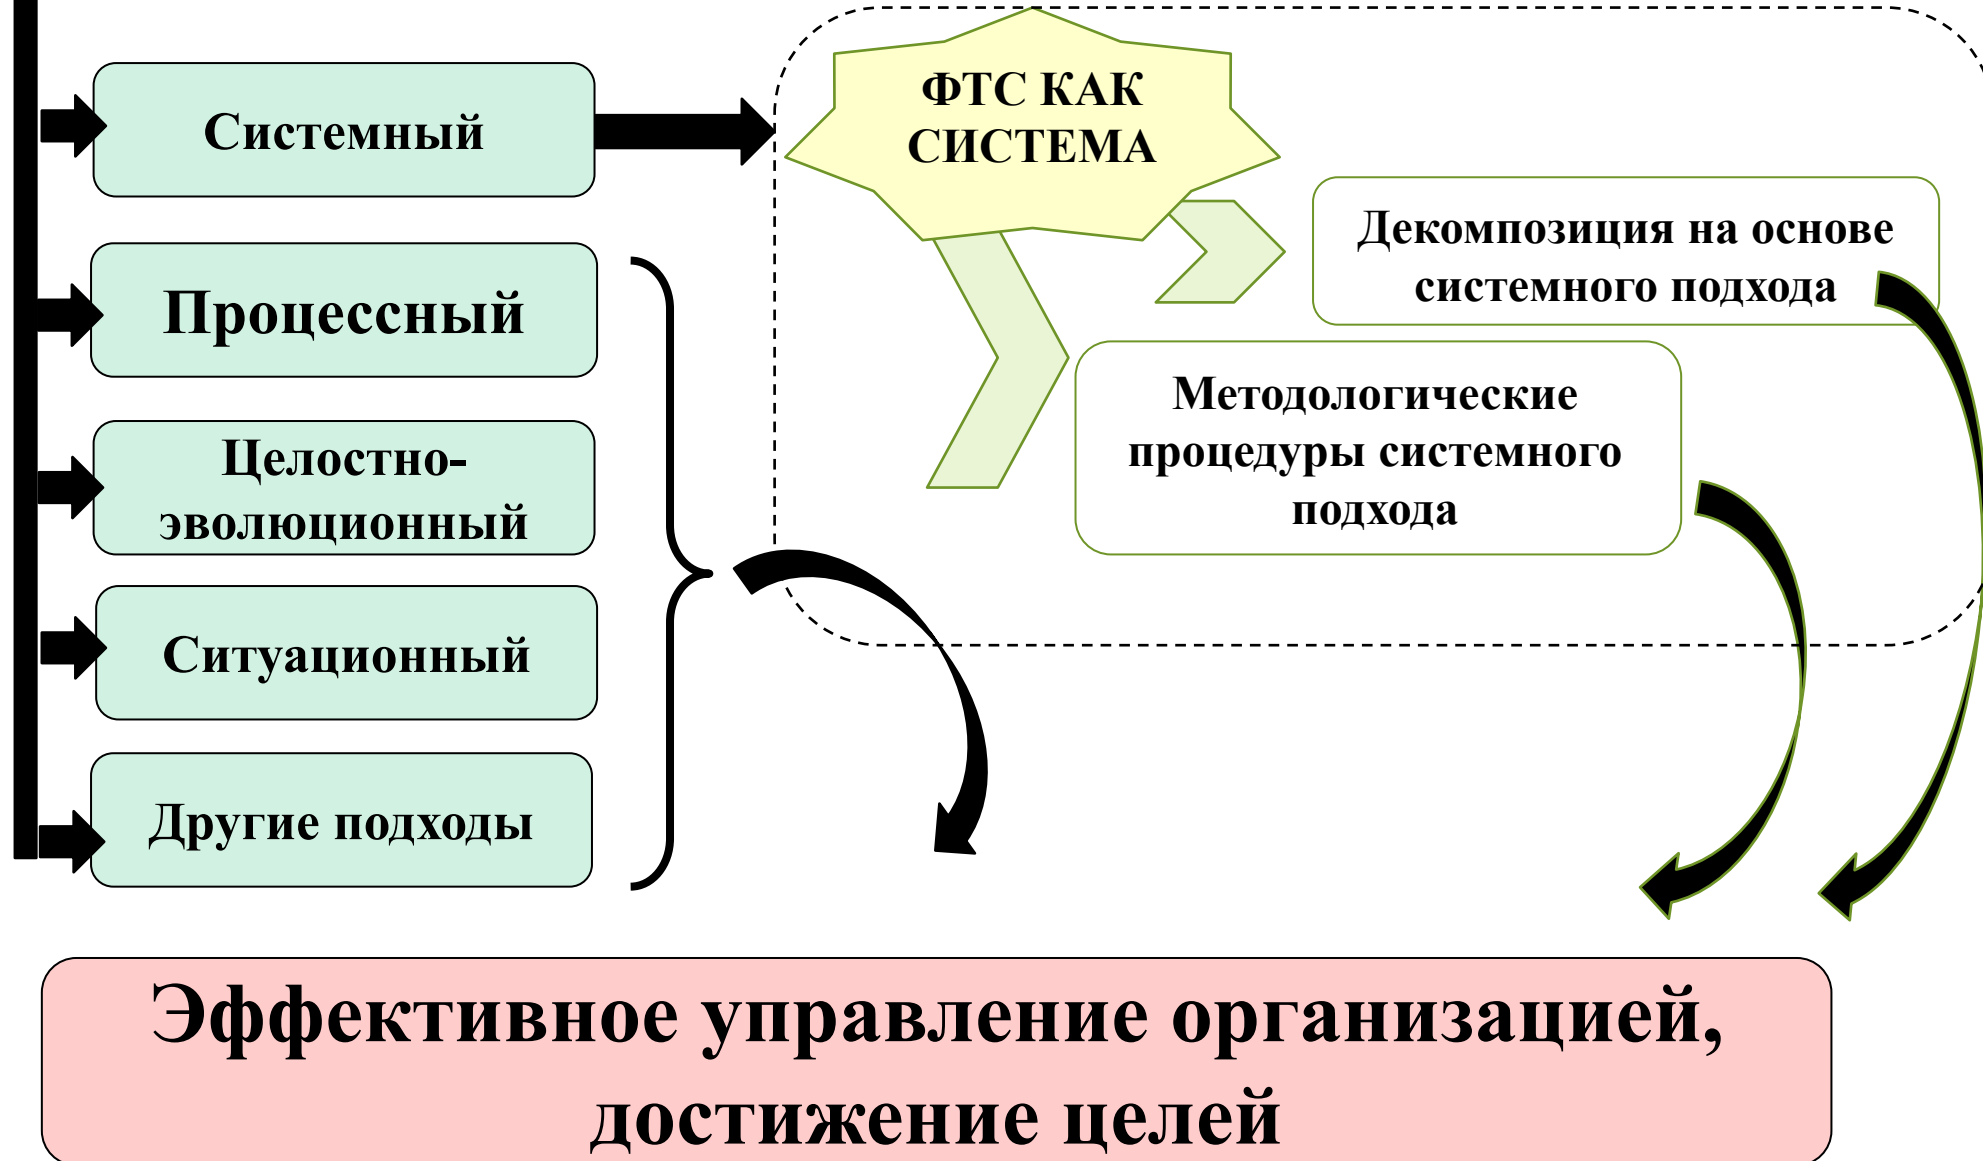 Системный
ФТС КАК
СИСТЕМА
Декомпозиция на основе
системного подхода
Процессный
Методологические
процедуры системного
подхода
Целостно-
эволюционный
Ситуационный
Другие подходы
Эффективное управление организацией,
достижение целей